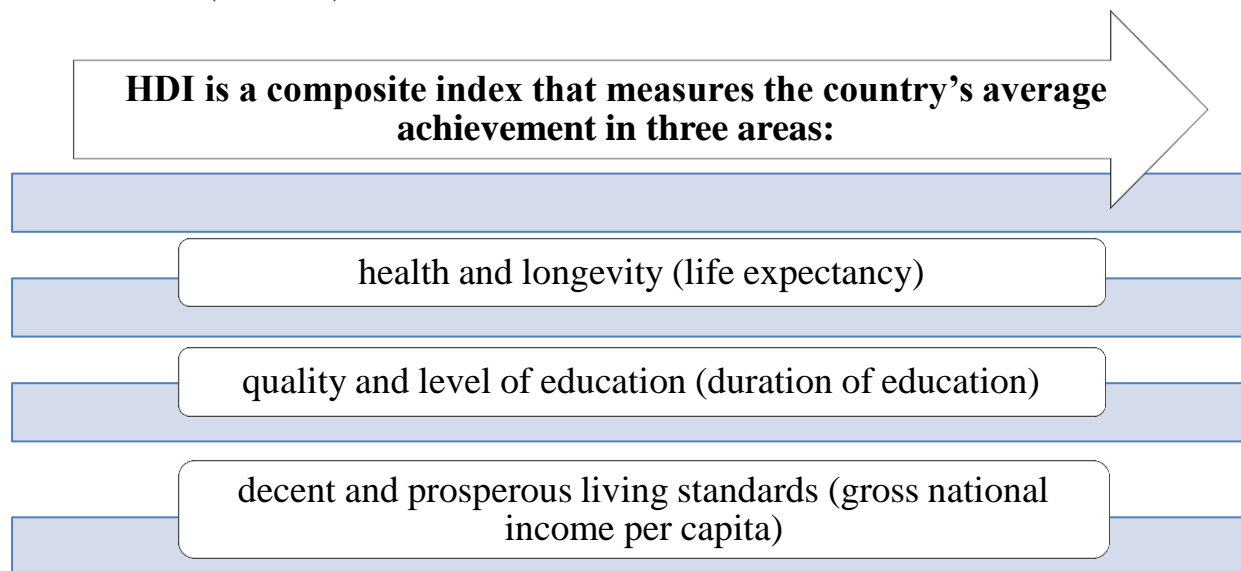 HDI is a composite index that measures the country’s average
achievement in three areas:
health and longevity (life expectancy)
quality and level of education (duration of education)
decent and prosperous living standards (gross national
income per capita)